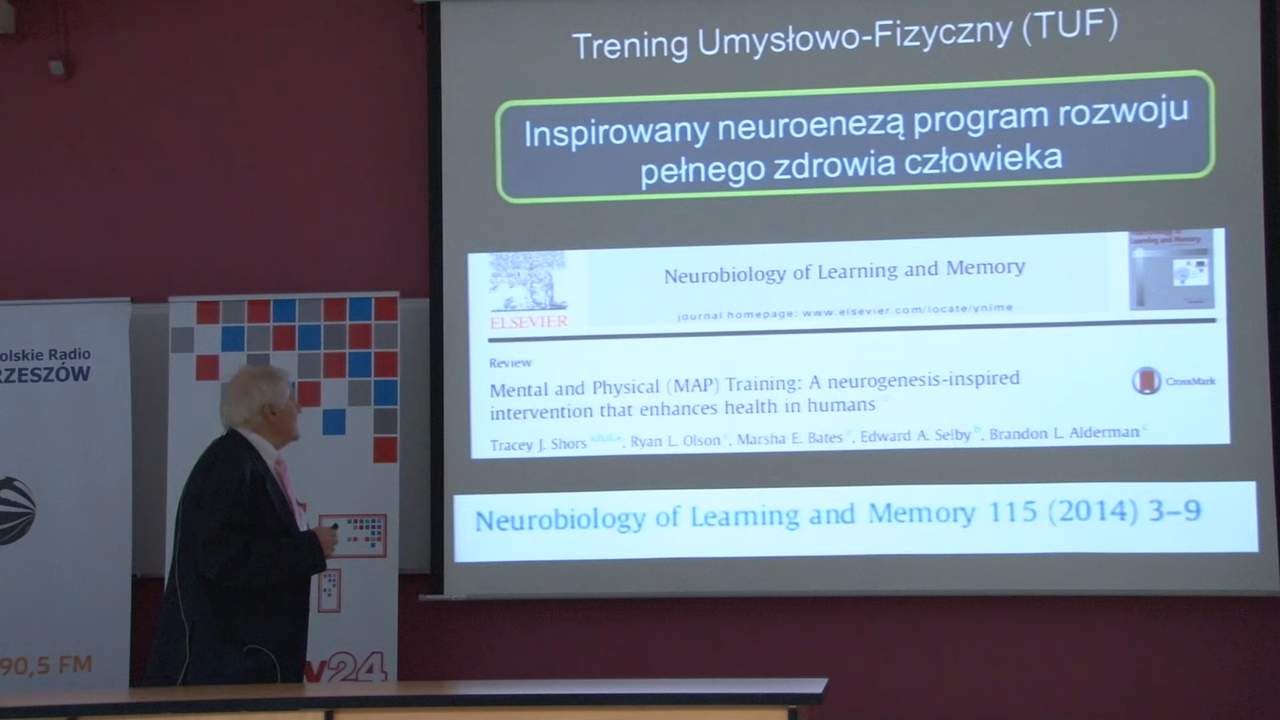 Trening Umysłowo-Fizyczny (TUF)
Inspirowany neuroenezą program rozwoju
pełnego zdrowia człowieka
Learning and Memory
Neurobiology of Learning and Memory
journal homepage: www.elsevier.com/locate/ynlme
ELSEVIER
Review
Mental and Physical (MAP) Training: A neurogenesis-inspired
intervention that enhances health in humans
CrossMark
Tracey J. Shors, Ryan L. Olson, Marsha E. Bates, Edward A. Selby, Brandon L. Alderman
Neurobiology of Learning and Memory 115 (2014) 3–9
olskie Radio
RZESZÓW
90,5 FM
v24